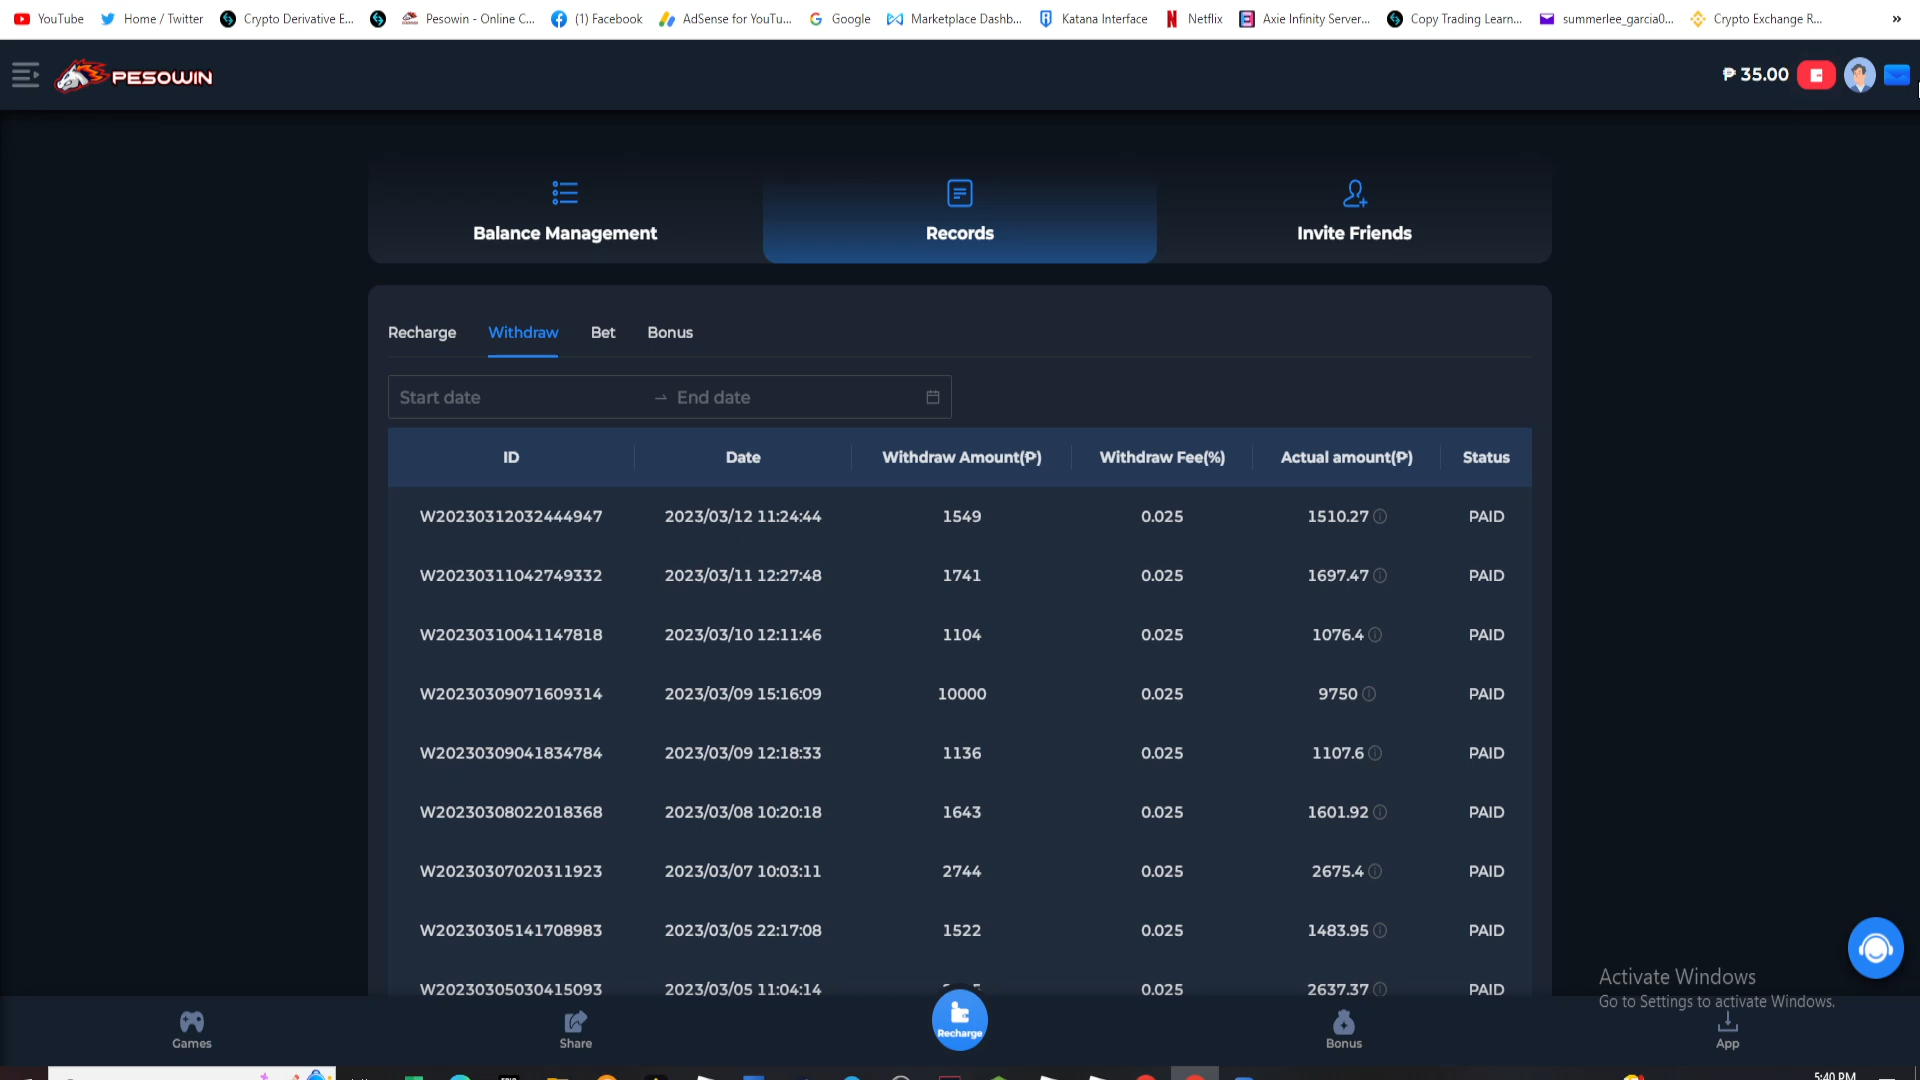 YouTube Home / Twitter Crypto Derivative E... Pesowin - Online C... (1) Facebook AdSense for YouTu... Google Marketplace Dashb... Katana Interface Netflix Axie Infinity Server... Copy Trading Learn... summerlee_garcia0... Crypto Exchange R... »
PESOWIN ₱ 35.00
Balance Management Records Invite Friends
Recharge Withdraw Bet Bonus
Start date → End date
ID Date Withdraw Amount(₱) Withdraw Fee(%) Actual amount(₱) Status
W20230312032444947 2023/03/12 11:24:44 1549 0.025 1510.27 PAID
W20230311042749332 2023/03/11 12:27:48 1741 0.025 1697.47 PAID
W20230310041147818 2023/03/10 12:11:46 1104 0.025 1076.4 PAID
W20230309071609314 2023/03/09 15:16:09 10000 0.025 9750 PAID
W20230309041834784 2023/03/09 12:18:33 1136 0.025 1107.6 PAID
W20230308022018368 2023/03/08 10:20:18 1643 0.025 1601.92 PAID
W20230307020311923 2023/03/07 10:03:11 2744 0.025 2675.4 PAID
W20230305141708983 2023/03/05 22:17:08 1522 0.025 1483.95 PAID
W20230305030415093 2023/03/05 11:04:14 0.025 2637.37 PAID
Activate Windows
Go to Settings to activate Windows.
Games Share Recharge Bonus App
5:40 PM